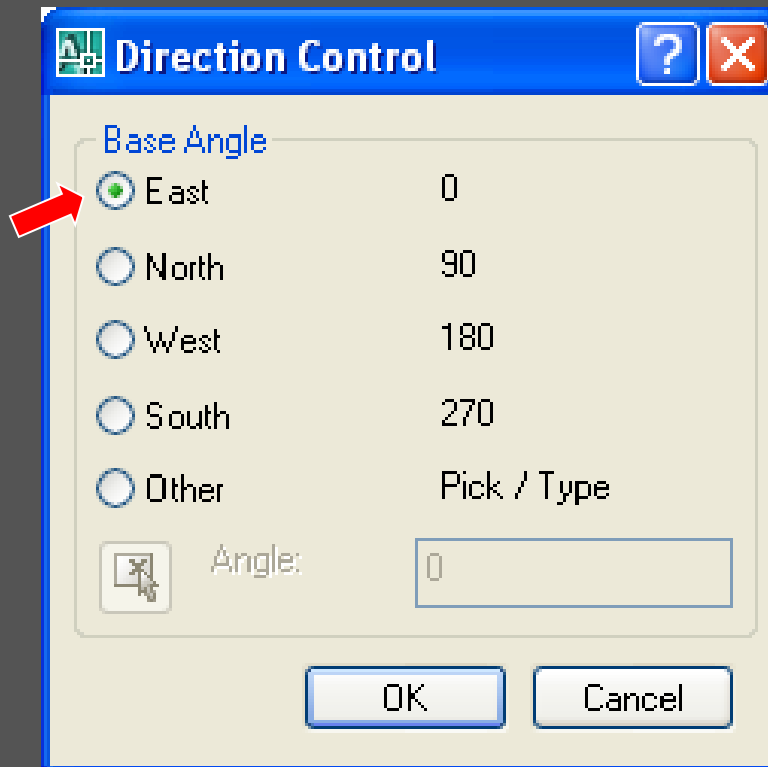 Direction Control
Base Angle
East 0
North 90
West 180
South 270
Other Pick / Type
Angle: 0
OK Cancel